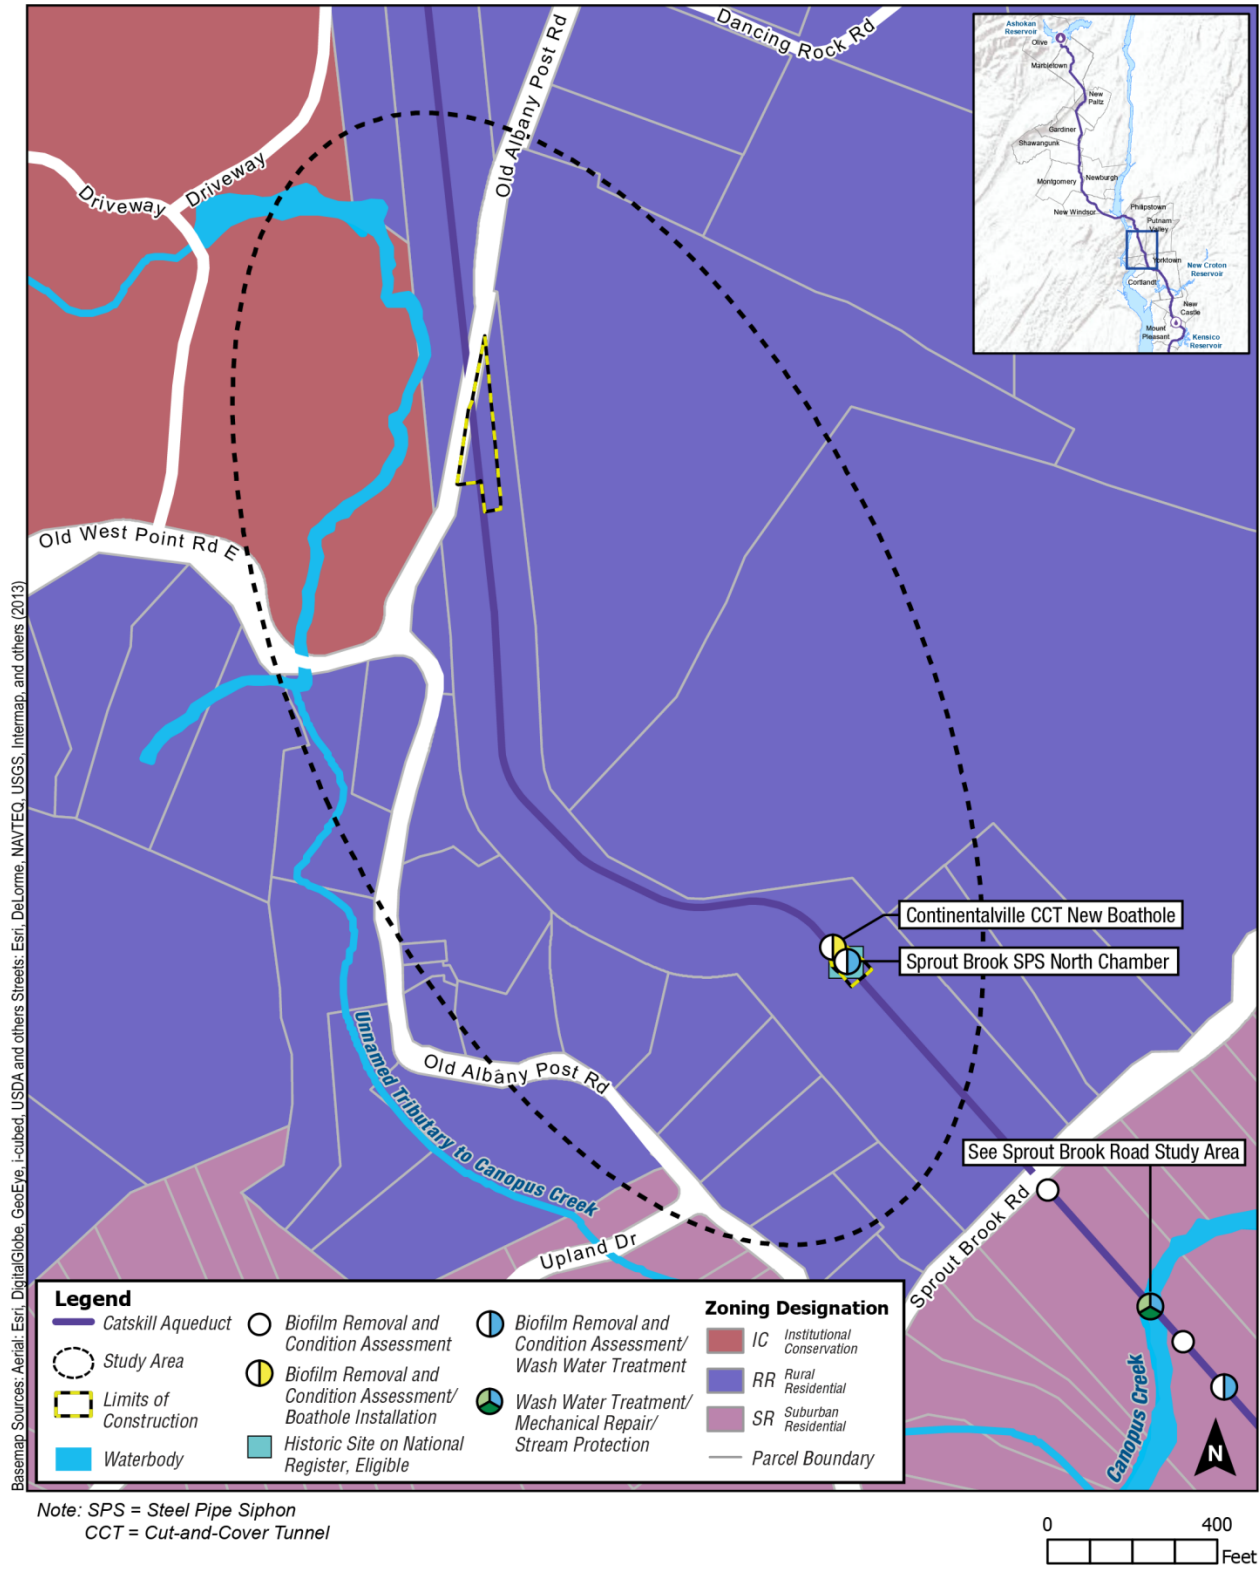 Dancing Rock Rd
Old Albany Post Rd
Ashokan
Reservoir
Olive
Marbletown
New
Paltz
Gardiner
Shawangunk
Montgomery
Newburgh
New Windsor
Philipstown
Putnam
Valley
Yorktown
New Croton
Reservoir
Cortlandt
New
Castle
Mount
Pleasant
Kensico
Reservoir
Driveway
Driveway
Old West Point Rd E
Continentalville CCT New Boathole
Sprout Brook SPS North Chamber
Old Albany Post Rd
Unnamed Tributary to Canopus Creek
See Sprout Brook Road Study Area
Upland Dr
Sprout Brook Rd
Canopus Creek
N
Legend
Catskill Aqueduct
Study Area
Limits of
Construction
Waterbody
Biofilm Removal and
Condition Assessment
Biofilm Removal and
Condition Assessment/
Boathole Installation
Historic Site on National
Register, Eligible
Biofilm Removal and
Condition Assessment/
Wash Water Treatment
Wash Water Treatment/
Mechanical Repair/
Stream Protection
Zoning Designation
IC Institutional
Conservation
RR Rural
Residential
SR Suburban
Residential
Parcel Boundary
Basemap Sources: Aerial: Esri, DigitalGlobe, GeoEye, i-cubed, USDA and others Streets: Esri, DeLorme, NAVTEQ, USGS, Intermap, and others (2013)
Note: SPS = Steel Pipe Siphon
CCT = Cut-and-Cover Tunnel
0 400
Feet